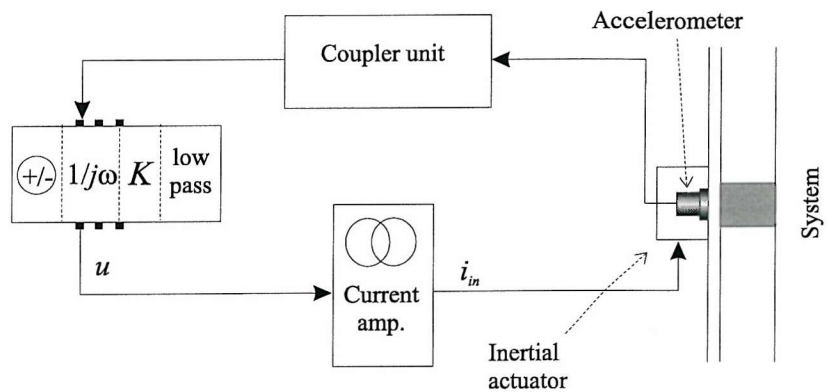 Accelerometer
Coupler unit
+/-
1/jω
K
low
pass
System
u
Current
amp.
i_in
Inertial
actuator